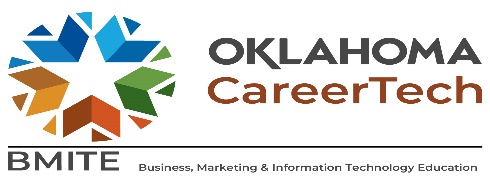 OKLAHOMA
CareerTech
BMITE Business, Marketing & Information Technology Education